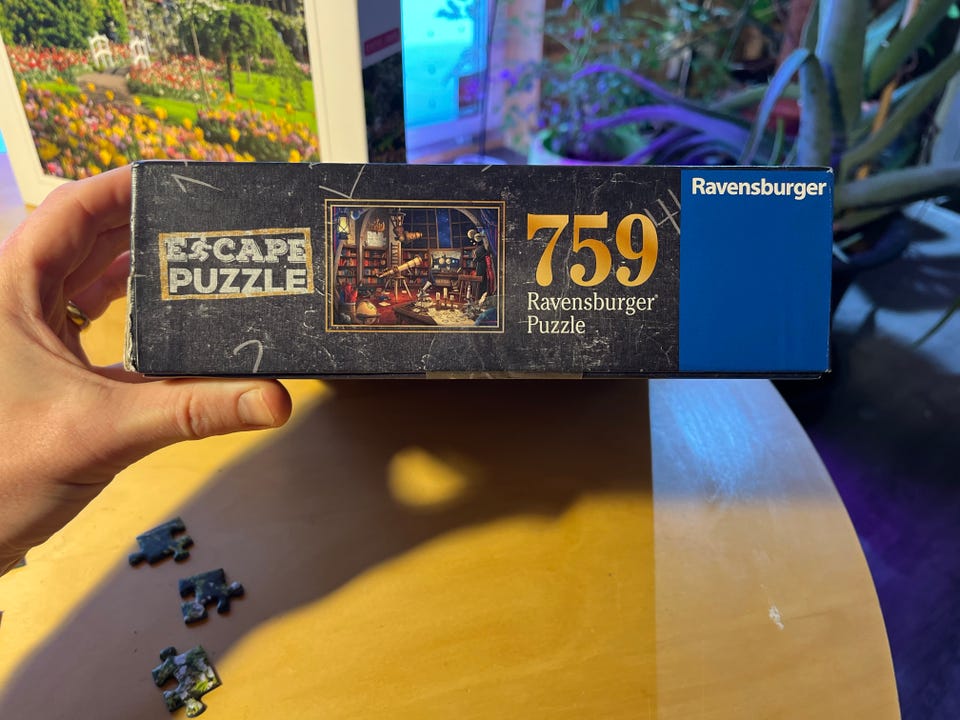 ESCAPE
PUZZLE
759
Ravensburger®
Puzzle
Ravensburger